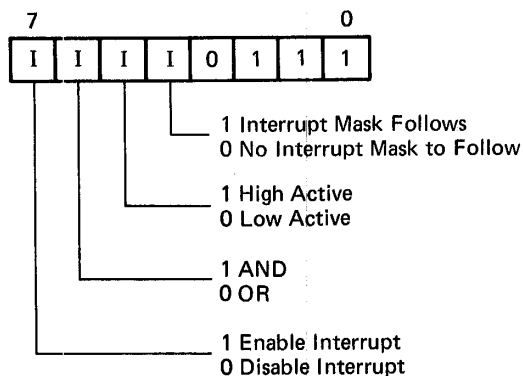 7 0
I I I I 0 1 1 1
1 Interrupt Mask Follows
0 No Interrupt Mask to Follow
1 High Active
0 Low Active
1 AND
0 OR
1 Enable Interrupt
0 Disable Interrupt